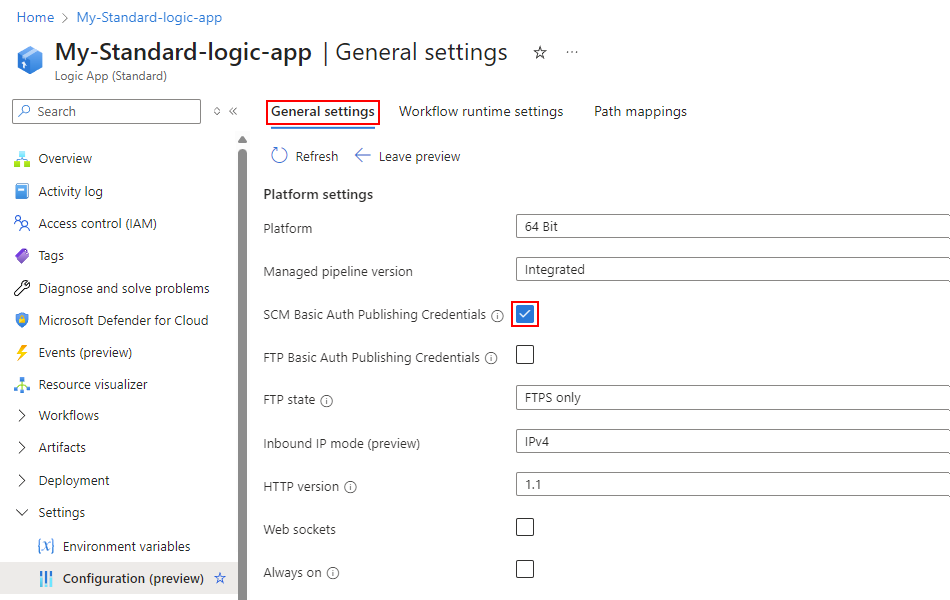 Home > My-Standard-logic-app
My-Standard-logic-app | General settings ☆ ...
Logic App (Standard)
Search
General settings Workflow runtime settings Path mappings
Refresh Leave preview
Overview
Activity log
Access control (IAM)
Tags
Diagnose and solve problems
Microsoft Defender for Cloud
Events (preview)
Resource visualizer
Workflows
Artifacts
Deployment
Settings
Environment variables
Configuration (preview)
Platform settings
Platform 64 Bit
Managed pipeline version Integrated
SCM Basic Auth Publishing Credentials
FTP Basic Auth Publishing Credentials
FTP state FTPS only
Inbound IP mode (preview) IPv4
HTTP version 1.1
Web sockets
Always on